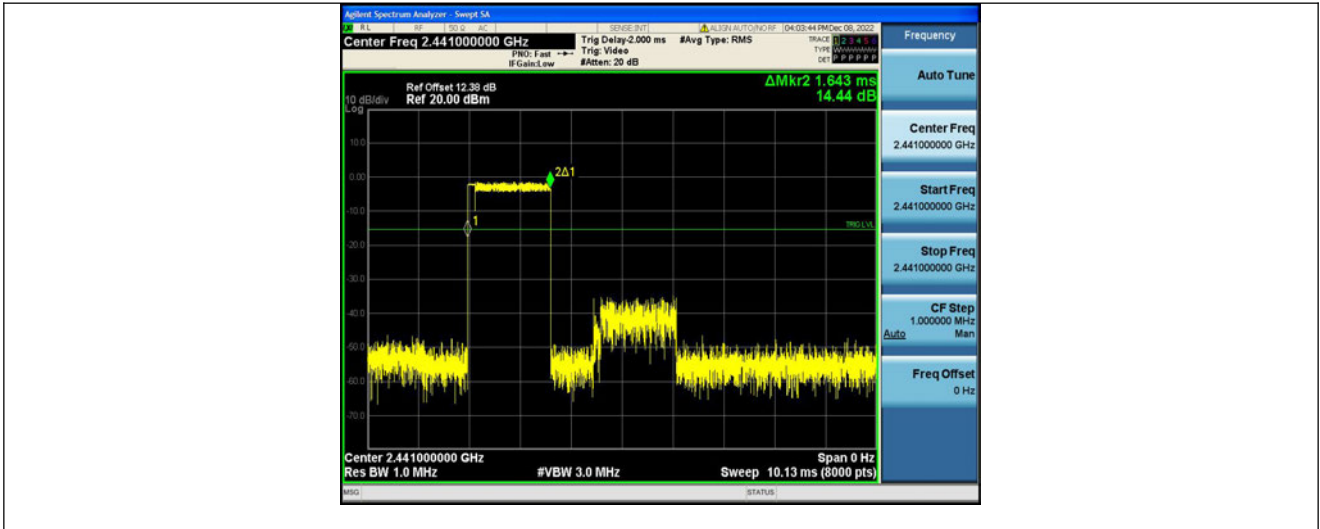 Agilent Spectrum Analyzer - Swept SA
RL RF 50 Ω AC SENSE:INT ALIGN AUTO/NO RF 04:03:44 PM Dec 08, 2022
Center Freq 2.441000000 GHz
PNO: Fast
IFGain:Low
Trig Delay-2.000 ms
Trig: Video
#Atten: 20 dB
#Avg Type: RMS
TRACE 1 2 3 4 5 6
TYPE
DET P P P P P P
Ref Offset 12.38 dB
Ref 20.00 dBm
10 dB/div
Log
ΔMkr2 1.643 ms
14.44 dB
10.0
0.00
2Δ1
-10.0
1
TRIG LVL
-20.0
-30.0
-40.0
-50.0
-60.0
-70.0
Center 2.441000000 GHz
Span 0 Hz
Res BW 1.0 MHz
#VBW 3.0 MHz
Sweep 10.13 ms (8000 pts)
MSG
STATUS
Frequency
Auto Tune
Center Freq
2.441000000 GHz
Start Freq
2.441000000 GHz
Stop Freq
2.441000000 GHz
CF Step
1.000000 MHz
Auto Man
Freq Offset
0 Hz